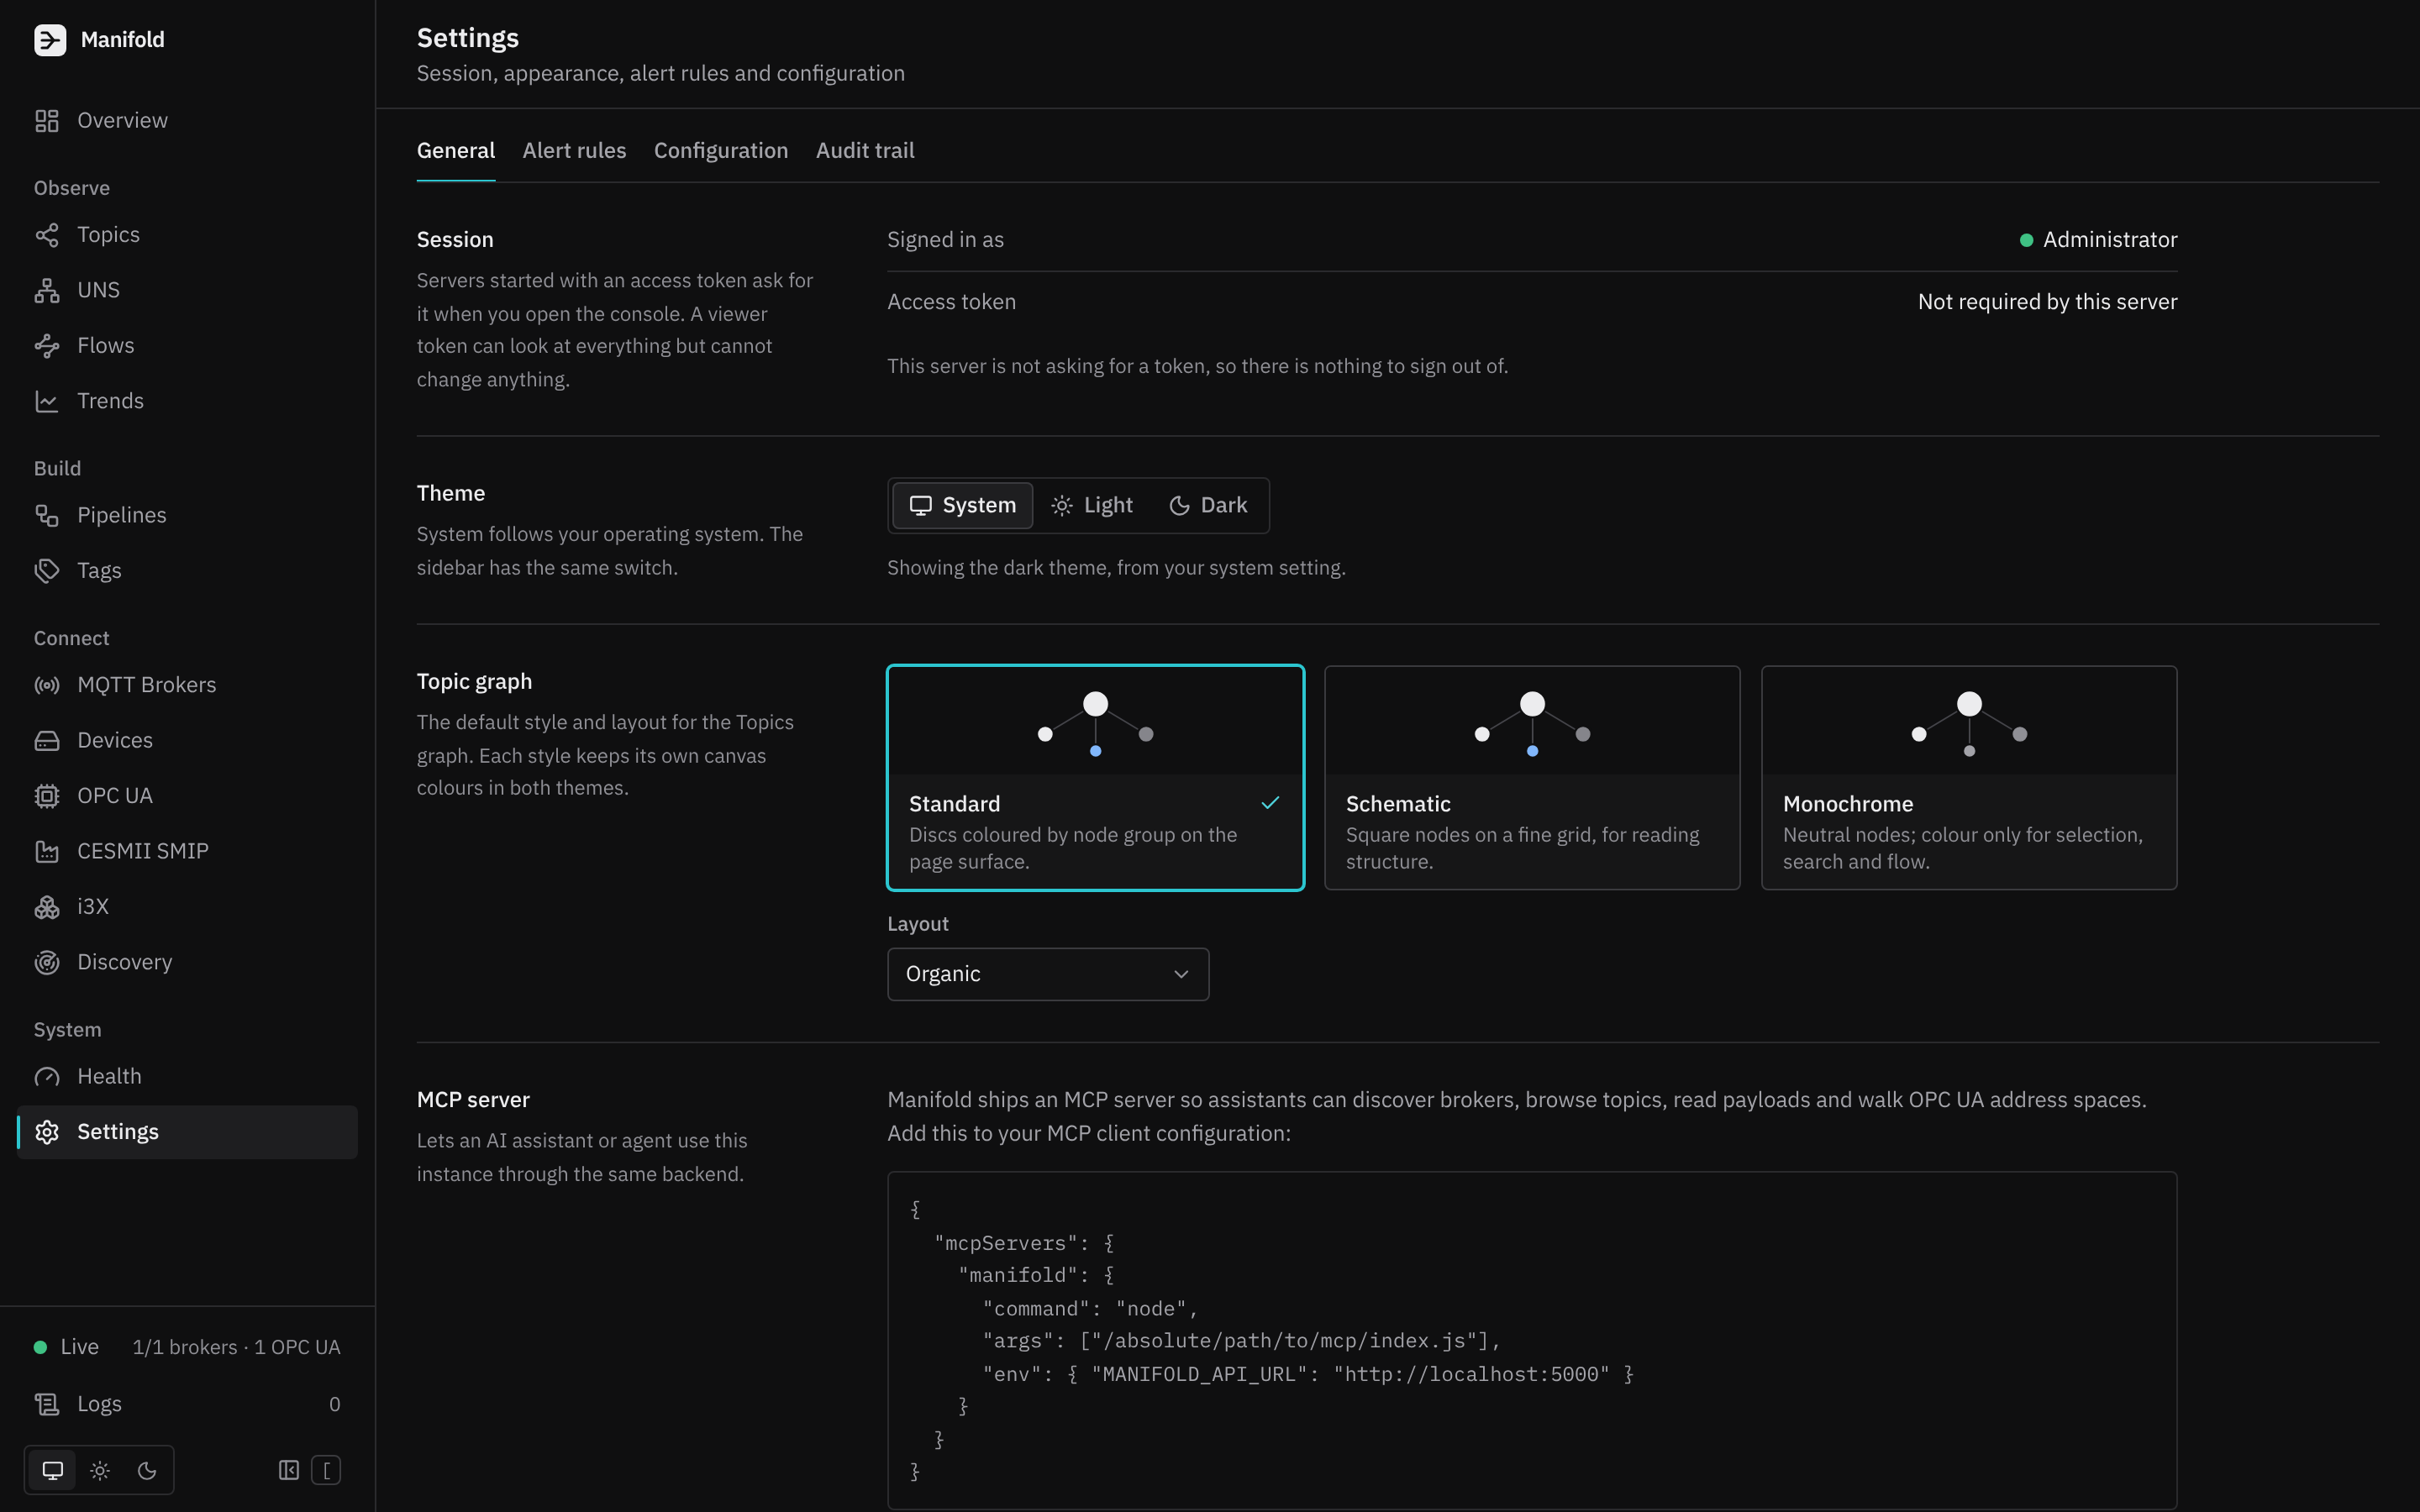 Manifold
Overview
Observe
Topics
UNS
Flows
Trends
Build
Pipelines
Tags
Connect
MQTT Brokers
Devices
OPC UA
CESMII SMIP
i3X
Discovery
System
Health
Settings
Live 1/1 brokers · 1 OPC UA
Logs 0
[
Settings
Session, appearance, alert rules and configuration
General Alert rules Configuration Audit trail
Session
Servers started with an access token ask for
it when you open the console. A viewer
token can look at everything but cannot
change anything.
Signed in as Administrator
Access token Not required by this server
This server is not asking for a token, so there is nothing to sign out of.
Theme
System follows your operating system. The
sidebar has the same switch.
System Light Dark
Showing the dark theme, from your system setting.
Topic graph
The default style and layout for the Topics
graph. Each style keeps its own canvas
colours in both themes.
Standard
Discs coloured by node group on the
page surface.
Schematic
Square nodes on a fine grid, for reading
structure.
Monochrome
Neutral nodes; colour only for selection,
search and flow.
Layout
Organic
MCP server
Lets an AI assistant or agent use this
instance through the same backend.
Manifold ships an MCP server so assistants can discover brokers, browse topics, read payloads and walk OPC UA address spaces.
Add this to your MCP client configuration:
{
  "mcpServers": {
    "manifold": {
      "command": "node",
      "args": ["/absolute/path/to/mcp/index.js"],
      "env": { "MANIFOLD_API_URL": "http://localhost:5000" }
    }
  }
}